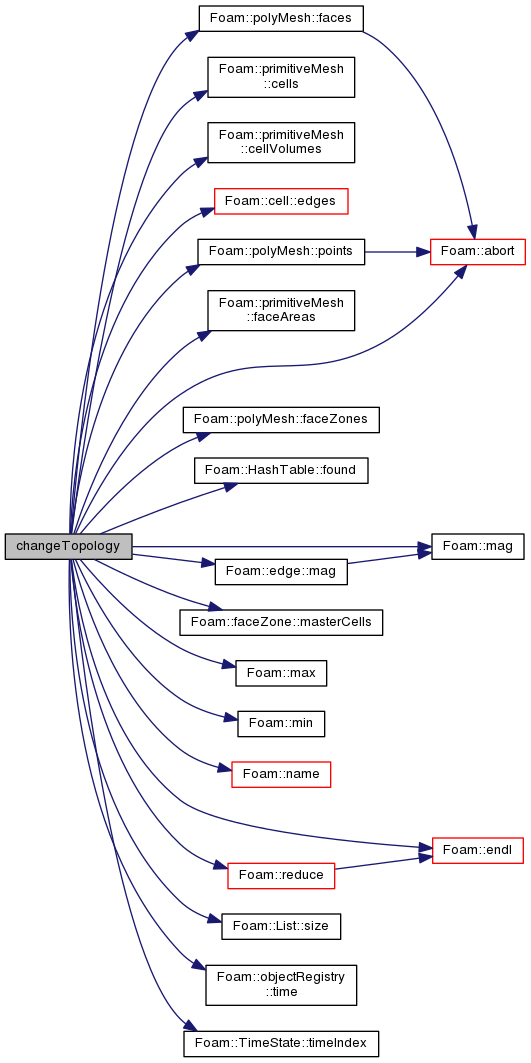 Foam::polyMesh::faces
Foam::primitiveMesh
::cells
Foam::primitiveMesh
::cellVolumes
Foam::cell::edges
Foam::polyMesh::points
Foam::abort
Foam::primitiveMesh
::faceAreas
Foam::polyMesh::faceZones
Foam::HashTable::found
changeTopology
Foam::mag
Foam::edge::mag
Foam::faceZone::masterCells
Foam::max
Foam::min
Foam::name
Foam::endl
Foam::reduce
Foam::List::size
Foam::objectRegistry
::time
Foam::TimeState::timeIndex